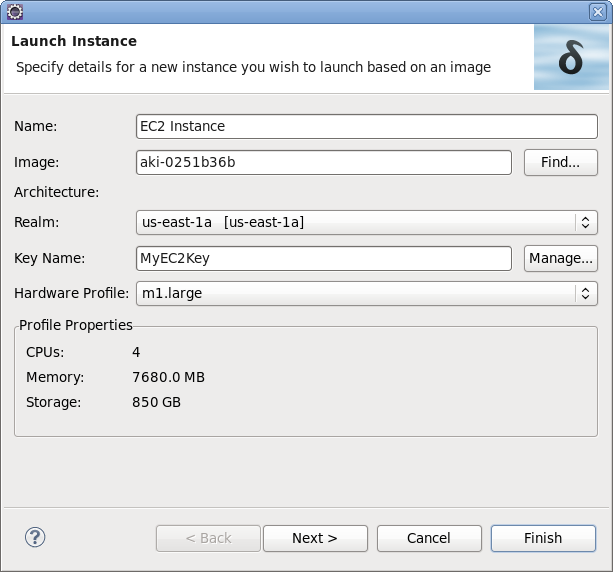 Launch Instance
Specify details for a new instance you wish to launch based on an image
δ
Name: EC2 Instance
Image: aki-0251b36b Find...
Architecture:
Realm: us-east-1a [us-east-1a]
Key Name: MyEC2Key Manage...
Hardware Profile: m1.large
Profile Properties
CPUs: 4
Memory: 7680.0 MB
Storage: 850 GB
? < Back Next > Cancel Finish